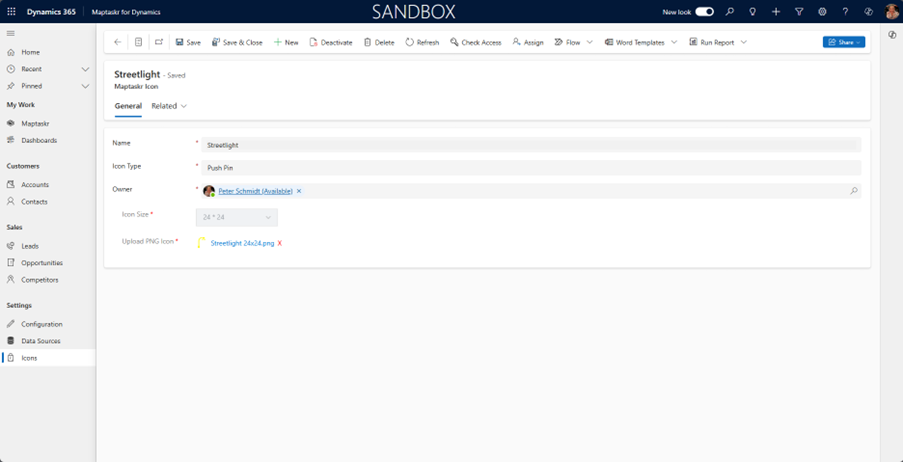 Dynamics 365 Maptaskr for Dynamics SANDBOX New look
Save Save & Close New Deactivate Delete Refresh Check Access Assign Flow Word Templates Run Report Share
Home
Recent
Pinned
My Work
Maptaskr
Dashboards
Customers
Accounts
Contacts
Sales
Leads
Opportunities
Competitors
Settings
Configuration
Data Sources
Icons
Streetlight - Saved
Maptaskr Icon
General Related
Name * Streetlight
Icon Type * Push Pin
Owner * Peter Schmidt (Available) ×
Icon Size * 24 * 24
Upload PNG Icon * Streetlight 24x24.png X